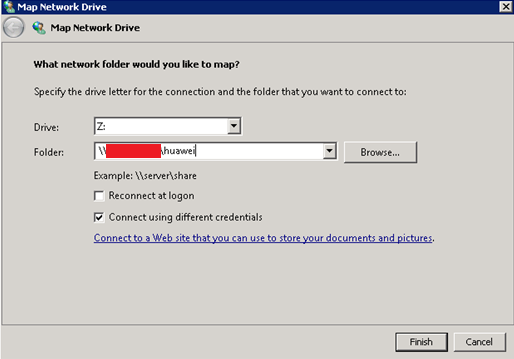 Map Network Drive
Map Network Drive
What network folder would you like to map?
Specify the drive letter for the connection and the folder that you want to connect to:
Drive: Z:
Folder: \\ \huawei Browse...
Example: \\server\share
Reconnect at logon
Connect using different credentials
Connect to a Web site that you can use to store your documents and pictures.
Finish Cancel